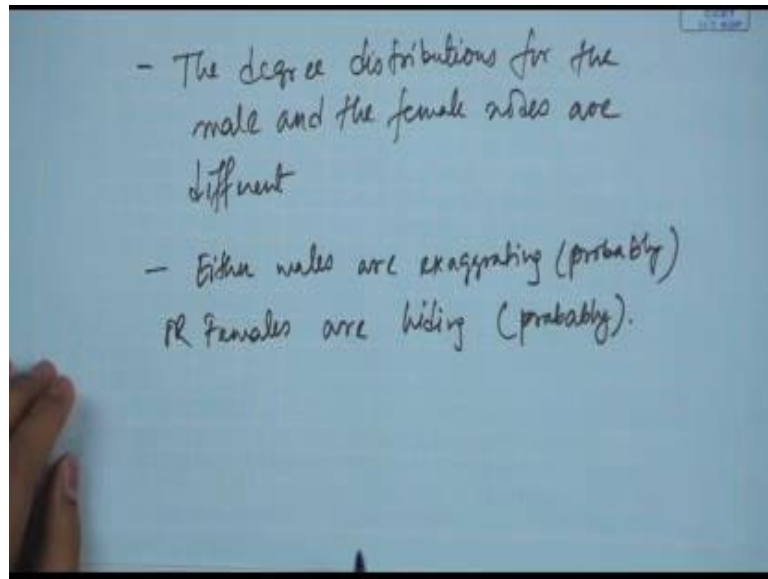 - The degree distributions for the
male and the female nodes are
diffrent
- Either males are exaggrating (probably)
OR Females are hiding (probably).